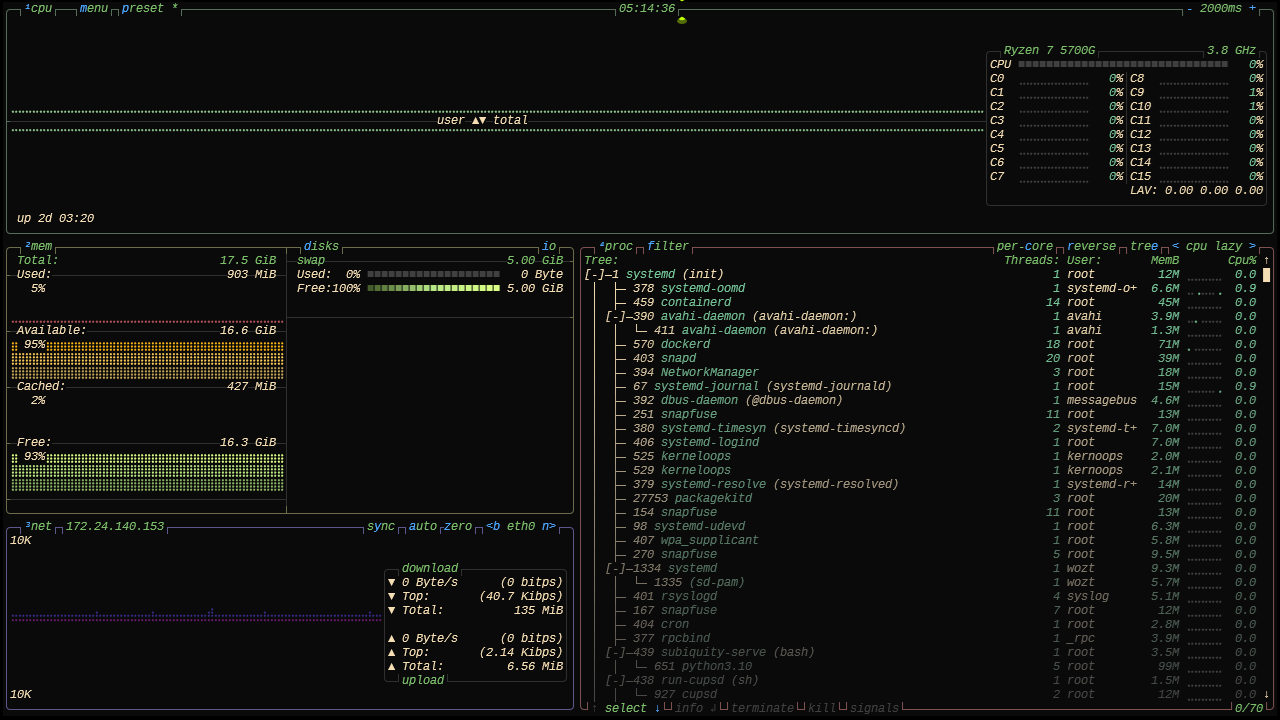 ¹cpu menu preset * 05:14:36 - 2000ms +
Ryzen 7 5700G 3.8 GHz
CPU 0%
C0 0% C8 0%
C1 0% C9 1%
C2 0% C10 1%
C3 0% C11 0%
C4 0% C12 0%
C5 0% C13 0%
C6 0% C14 0%
C7 0% C15 0%
LAV: 0.00 0.00 0.00
user ▲▼ total
up 2d 03:20
²mem disks io
Total: 17.5 GiB
Used: 903 MiB
5%
Available: 16.6 GiB
95%
Cached: 427 MiB
2%
Free: 16.3 GiB
93%
swap 5.00 GiB
Used: 0% 0 Byte
Free:100% 5.00 GiB
³net 172.24.140.153 sync auto zero <b eth0 n>
10K
download
▼ 0 Byte/s (0 bitps)
▼ Top: (40.7 Kibps)
▼ Total: 135 MiB
▲ 0 Byte/s (0 bitps)
▲ Top: (2.14 Kibps)
▲ Total: 6.56 MiB
upload
10K
⁴proc filter per-core reverse tree < cpu lazy >
Tree: Threads: User: MemB Cpu% ↑
[-]─1 systemd (init) 1 root 12M 0.0
├─ 378 systemd-oomd 1 systemd-o+ 6.6M 0.9
├─ 459 containerd 14 root 45M 0.0
[-]─390 avahi-daemon (avahi-daemon:) 1 avahi 3.9M 0.0
└─ 411 avahi-daemon (avahi-daemon:) 1 avahi 1.3M 0.0
├─ 570 dockerd 18 root 71M 0.0
├─ 403 snapd 20 root 39M 0.0
├─ 394 NetworkManager 3 root 18M 0.0
├─ 67 systemd-journal (systemd-journald) 1 root 15M 0.9
├─ 392 dbus-daemon (@dbus-daemon) 1 messagebus 4.6M 0.0
├─ 251 snapfuse 11 root 13M 0.0
├─ 380 systemd-timesyn (systemd-timesyncd) 2 systemd-t+ 7.0M 0.0
├─ 406 systemd-logind 1 root 7.0M 0.0
├─ 525 kerneloops 1 kernoops 2.0M 0.0
├─ 529 kerneloops 1 kernoops 2.1M 0.0
├─ 379 systemd-resolve (systemd-resolved) 1 systemd-r+ 14M 0.0
├─ 27753 packagekitd 3 root 20M 0.0
├─ 154 snapfuse 11 root 13M 0.0
├─ 98 systemd-udevd 1 root 6.3M 0.0
├─ 407 wpa_supplicant 1 root 5.8M 0.0
├─ 270 snapfuse 5 root 9.5M 0.0
[-]─1334 systemd 1 wozt 9.3M 0.0
└─ 1335 (sd-pam) 1 wozt 5.7M 0.0
├─ 401 rsyslogd 4 syslog 5.1M 0.0
├─ 167 snapfuse 7 root 12M 0.0
├─ 404 cron 1 root 2.8M 0.0
├─ 377 rpcbind 1 _rpc 3.9M 0.0
[-]─439 subiquity-serve (bash) 1 root 3.5M 0.0
└─ 651 python3.10 5 root 99M 0.0
[-]─438 run-cupsd (sh) 1 root 1.5M 0.0
└─ 927 cupsd 2 root 12M 0.0 ↓
↑ select ↓ info ↲ terminate kill signals 0/70